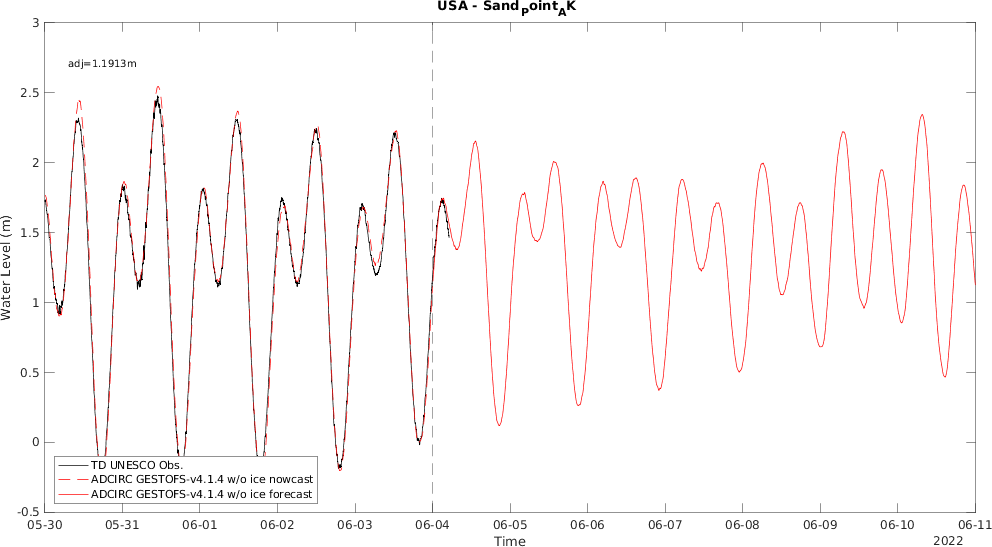 USA - SandPointAK
3
2.5
2
1.5
1
0.5
0
-0.5
Water Level (m)
adj=1.1913m
TD UNESCO Obs.
ADCIRC GESTOFS-v4.1.4 w/o ice nowcast
ADCIRC GESTOFS-v4.1.4 w/o ice forecast
05-30 05-31 06-01 06-02 06-03 06-04 06-05 06-06 06-07 06-08 06-09 06-10 06-11
Time
2022